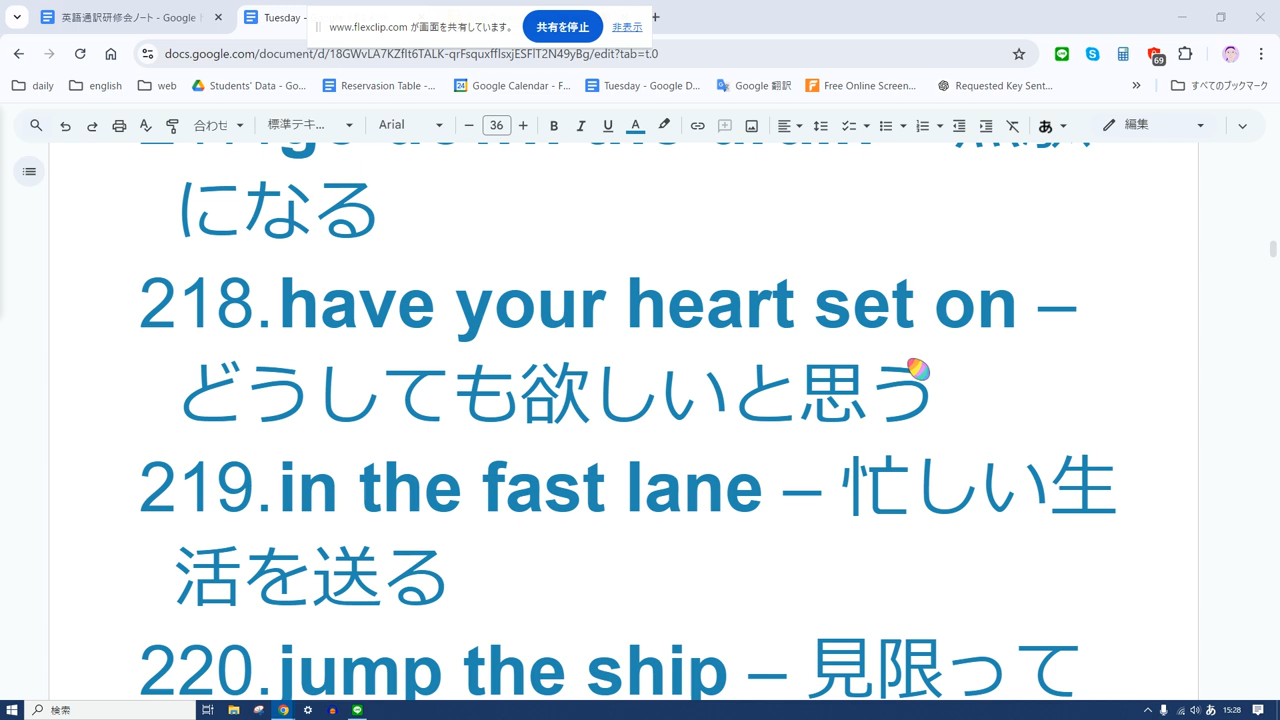 英語通訳研修会ノート - Google
Tuesday -
www.flexclip.com が画面を共有しています。 共有を停止 非表示
docs.google.com/document/d/18GWyLA7KZflt6TALK-qrFsquxfflsxjESFlT2N49yBg/edit?tab=t.0
69
daily english web Students' Data - Go... Reservasion Table -... Google Calendar - F... Tuesday - Google D... Google 翻訳 Free Online Screen... Requested Key Sent... » すべてのブックマーク
合わせ 標準テキ... Arial − 36 + B I U A あ 編集
になる
218. have your heart set on –
どうしても欲しいと思う
219. in the fast lane – 忙しい生
活を送る
220. jump the ship – 見限って
検索 あ 15:28